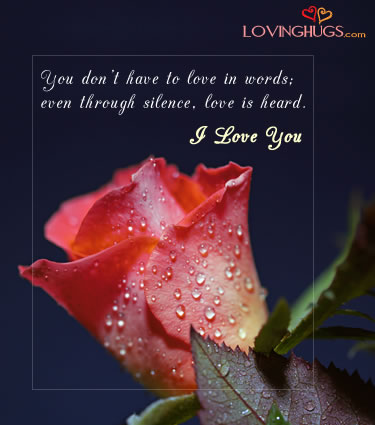 LOVINGHUGS.com
You don't have to love in words;
even through silence, love is heard.
I Love You